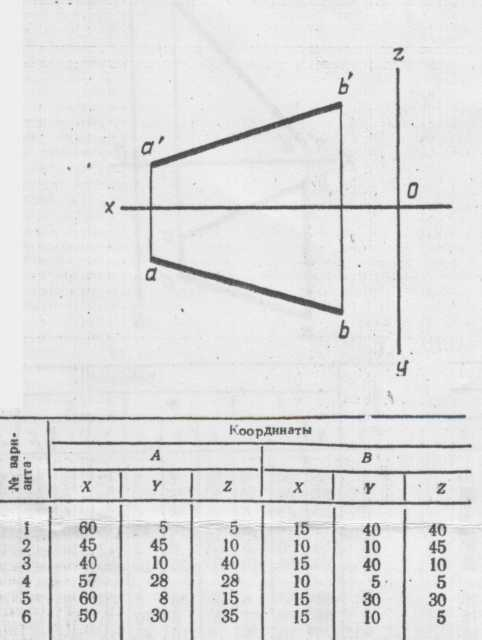 z
b'
a'
x
O
a
b
y
№ вари-
анта
Координаты
A B
X Y Z X Y Z
1 60 5 5 15 40 40
2 45 45 10 10 10 45
3 40 10 40 15 40 10
4 57 28 28 10 5 5
5 60 8 15 15 30 30
6 50 30 35 15 10 5